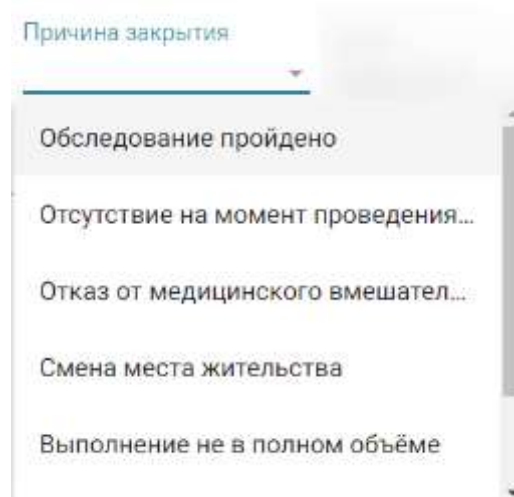 Причина закрытия
Обследование пройдено
Отсутствие на момент проведения...
Отказ от медицинского вмешател...
Смена места жительства
Выполнение не в полном объёме